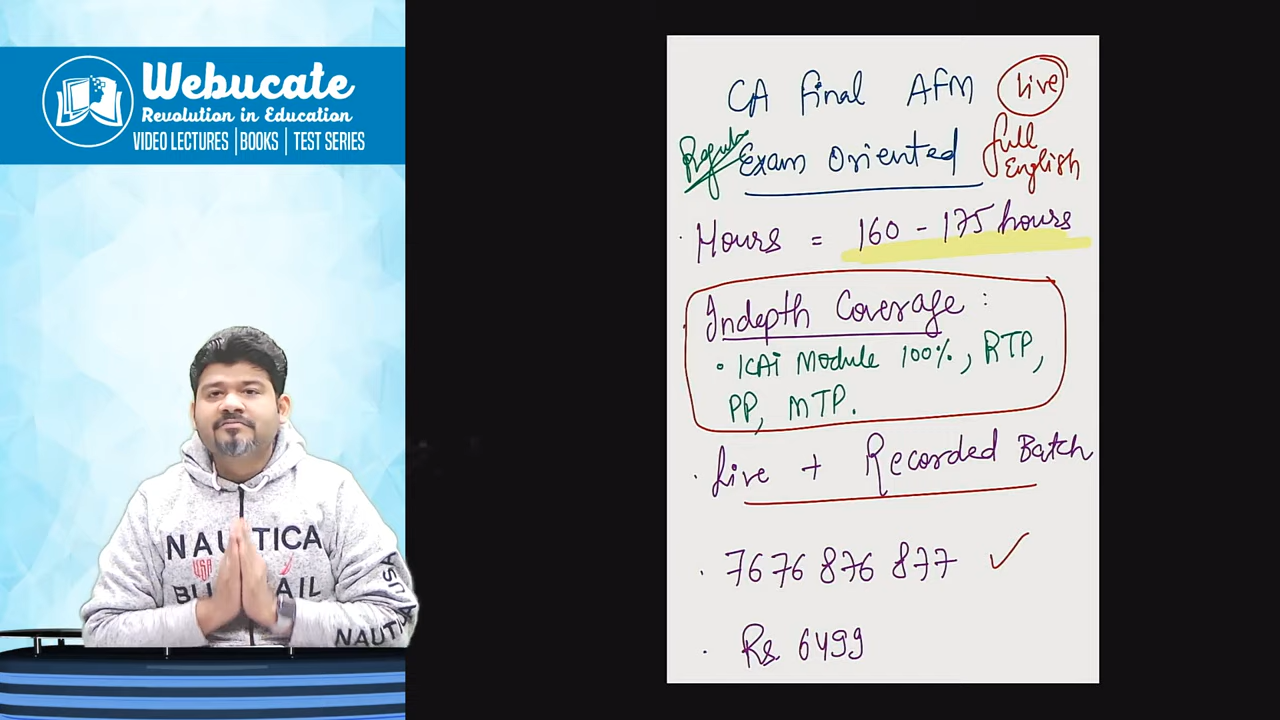 Webucate
Revolution in Education
VIDEO LECTURES | BOOKS | TEST SERIES
CA Final AFM Live
Regular Exam Oriented Full English
Hours = 160 - 175 hours
Indepth Coverage :
ICAi Module 100%, RTP,
PP, MTP.
Live + Recorded Batch
7676 876 877
Rs 6499
NAUTICA
USA
NAUTICA USA